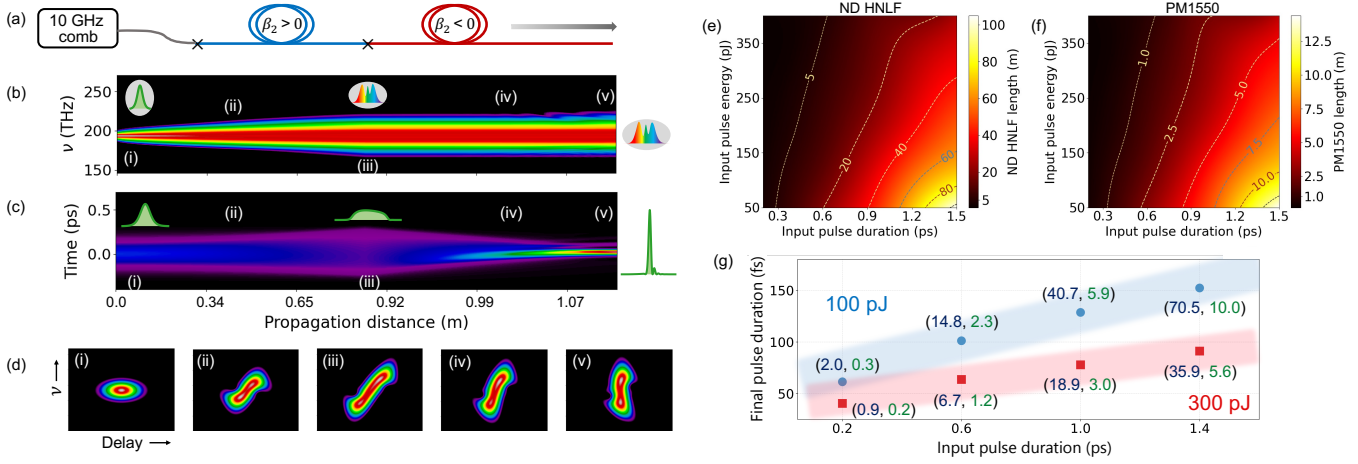 (a)
10 GHz
comb
β₂ > 0
β₂ < 0
(b)
250
200
150
ν (THz)
(i)
(ii)
(iii)
(iv)
(v)
(c)
0.5
0.0
Time (ps)
(i)
(ii)
(iii)
(iv)
(v)
0.0 0.34 0.65 0.92 0.99 1.07
Propagation distance (m)
(d)
ν
(i)
(ii)
(iii)
(iv)
(v)
Delay
(e)
ND HNLF
350
250
150
50
Input pulse energy (pJ)
5
20
40
60
80
0.3 0.6 0.9 1.2 1.5
Input pulse duration (ps)
100
80
60
40
20
5
ND HNLF length (m)
(f)
PM1550
350
250
150
50
Input pulse energy (pJ)
1.0
2.5
5.0
7.5
10.0
0.3 0.6 0.9 1.2 1.5
Input pulse duration (ps)
12.5
10.0
7.5
5.0
2.5
1.0
PM1550 length (m)
(g)
150
100
50
Final pulse duration (fs)
100 pJ
(2.0, 0.3)
(14.8, 2.3)
(40.7, 5.9)
(70.5, 10.0)
(0.9, 0.2)
(6.7, 1.2)
(18.9, 3.0)
(35.9, 5.6)
300 pJ
0.2 0.6 1.0 1.4
Input pulse duration (ps)